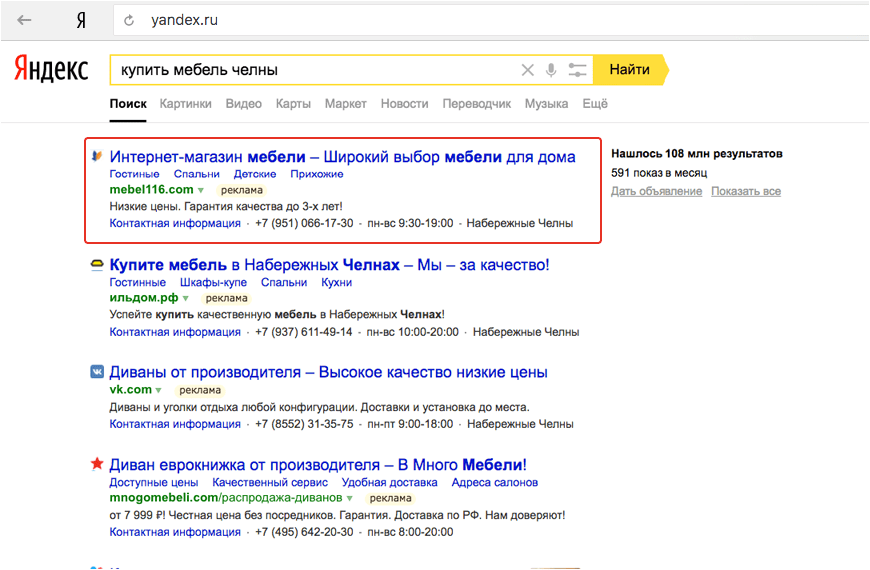 Я yandex.ru
Яндекс купить мебель челны Найти
Поиск Картинки Видео Карты Маркет Новости Переводчик Музыка Ещё
Интернет-магазин мебели – Широкий выбор мебели для дома
Гостиные Спальни Детские Прихожие
mebel116.com реклама
Низкие цены. Гарантия качества до 3-х лет!
Контактная информация · +7 (951) 066-17-30 · пн-вс 9:30-19:00 · Набережные Челны
Нашлось 108 млн результатов
591 показ в месяц
Дать объявление Показать все
Купите мебель в Набережных Челнах – Мы – за качество!
Гостинные Шкафы-купе Спальни Кухни
ильдом.рф реклама
Успейте купить качественную мебель в Набережных Челнах!
Контактная информация · +7 (937) 611-49-14 · пн-вс 10:00-20:00 · Набережные Челны
Диваны от производителя – Высокое качество низкие цены
vk.com реклама
Диваны и уголки отдыха любой конфигурации. Доставки и установка до места.
Контактная информация · +7 (8552) 31-35-75 · пн-пт 9:00-18:00 · Набережные Челны
Диван еврокнижка от производителя – В Много Мебели!
Доступные цены Качественный сервис Удобная доставка Адреса салонов
mnogomebeli.com/распродажа-диванов реклама
от 7 999 ₽! Честная цена без посредников. Гарантия. Доставка по РФ. Нам доверяют!
Контактная информация · +7 (495) 642-20-30 · пн-вс 8:00-20:00